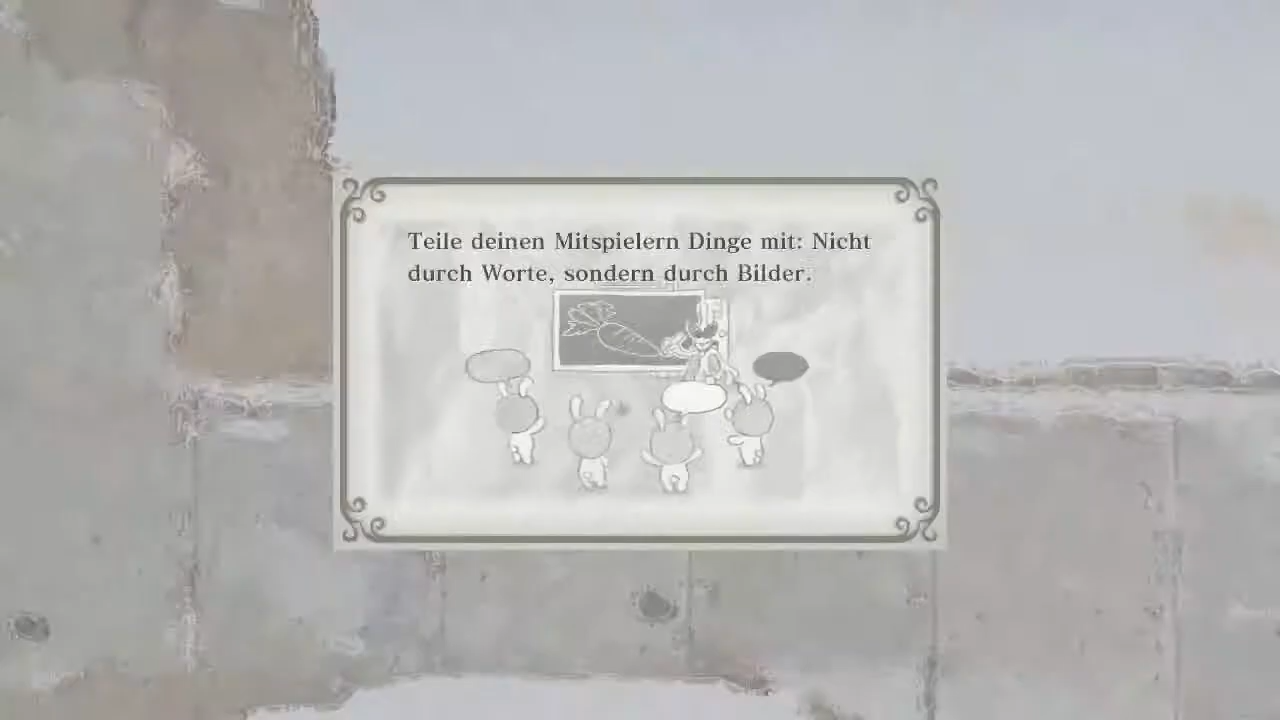 Teile deinen Mitspielern Dinge mit: Nicht
durch Worte, sondern durch Bilder.